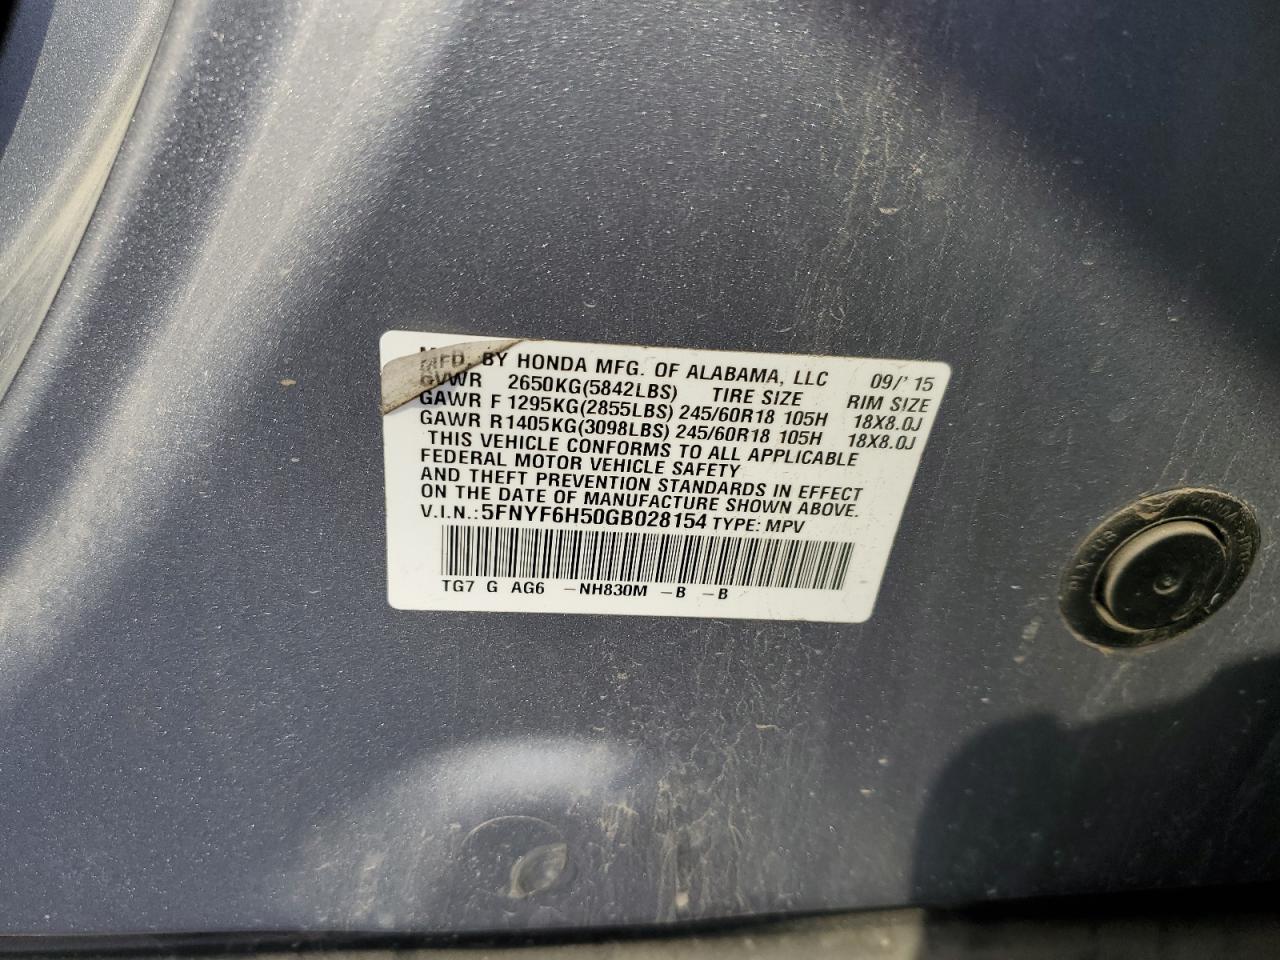 MFD. BY HONDA MFG. OF ALABAMA, LLC 09/'15
GVWR 2650KG(5842LBS) TIRE SIZE RIM SIZE
GAWR F 1295KG(2855LBS) 245/60R18 105H 18X8.0J
GAWR R1405KG(3098LBS) 245/60R18 105H 18X8.0J
THIS VEHICLE CONFORMS TO ALL APPLICABLE
FEDERAL MOTOR VEHICLE SAFETY
AND THEFT PREVENTION STANDARDS IN EFFECT
ON THE DATE OF MANUFACTURE SHOWN ABOVE.
V.I.N.: 5FNYF6H50GB028154 TYPE: MPV
TG7 G AG6 –NH830M –B –B